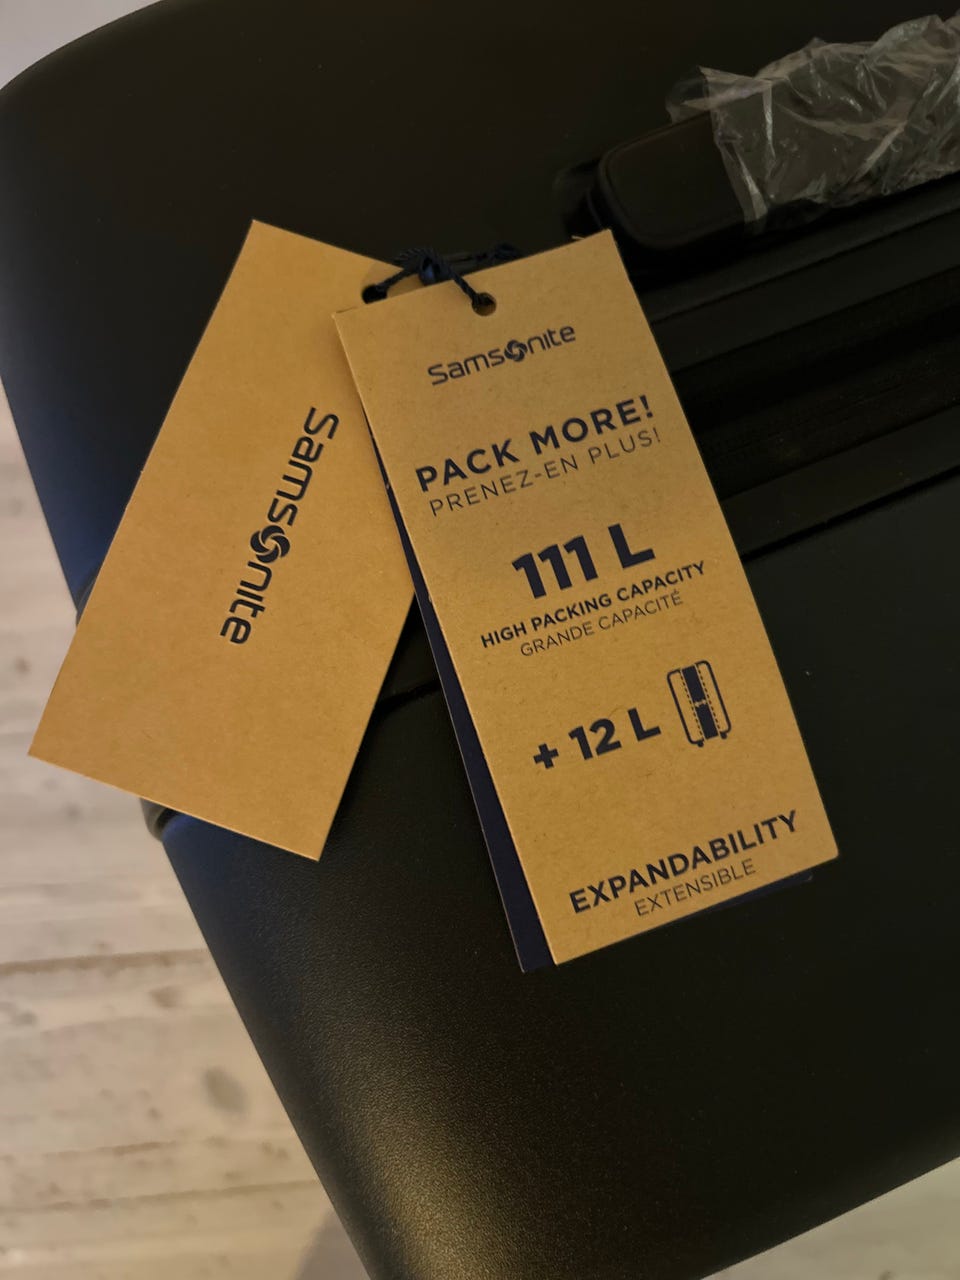 Samsonite
Samsonite
PACK MORE!
PRENEZ-EN PLUS!
111 L
HIGH PACKING CAPACITY
GRANDE CAPACITÉ
+ 12 L
EXPANDABILITY
EXTENSIBLE